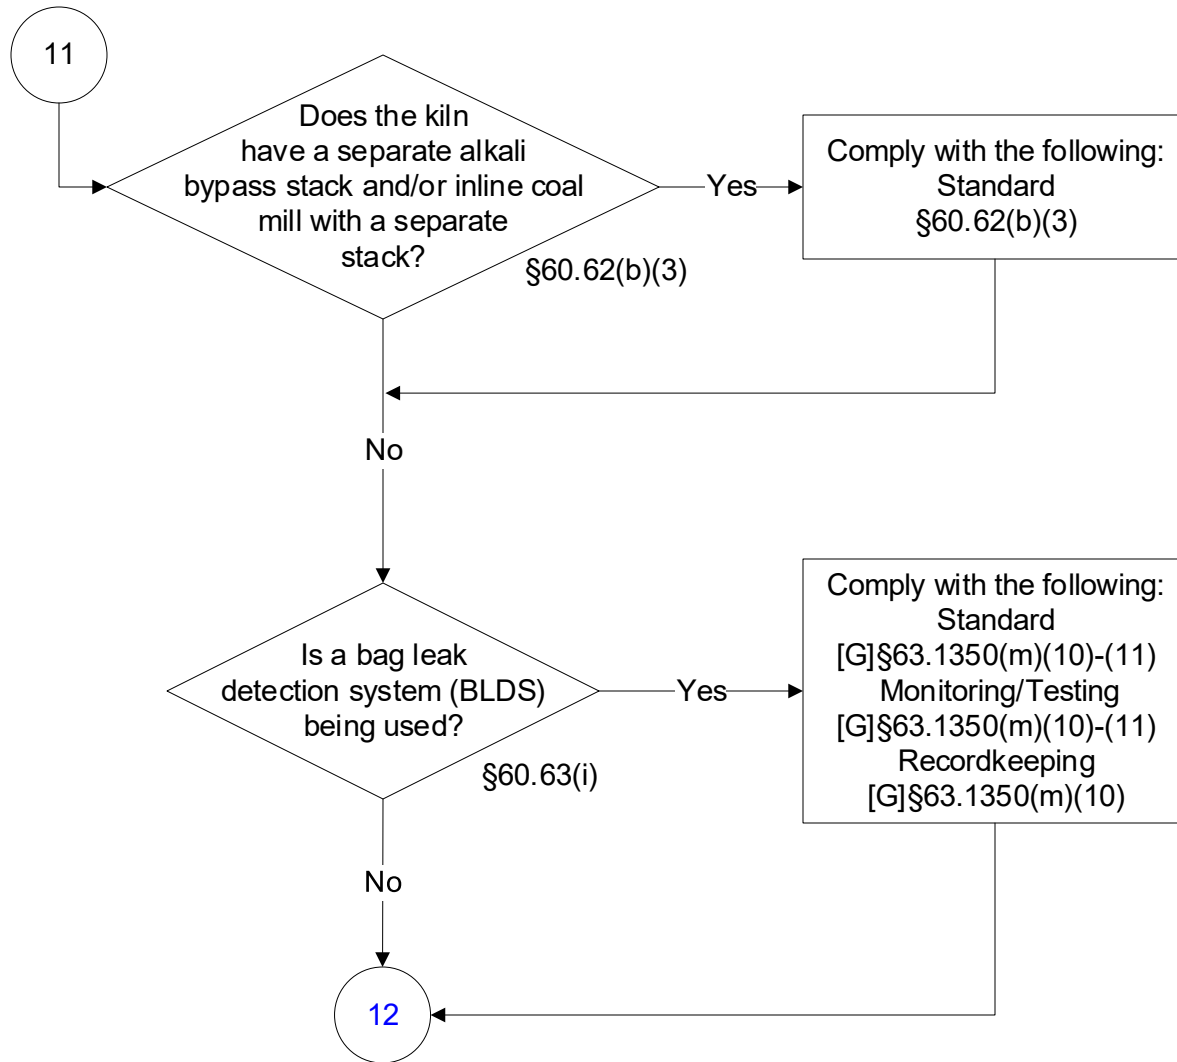 11
Does the kiln
have a separate alkali
bypass stack and/or inline coal
mill with a separate
stack?
§60.62(b)(3)
Yes
Comply with the following:
Standard
§60.62(b)(3)
No
Is a bag leak
detection system (BLDS)
being used?
§60.63(i)
Yes
Comply with the following:
Standard
[G]§63.1350(m)(10)-(11)
Monitoring/Testing
[G]§63.1350(m)(10)-(11)
Recordkeeping
[G]§63.1350(m)(10)
No
12